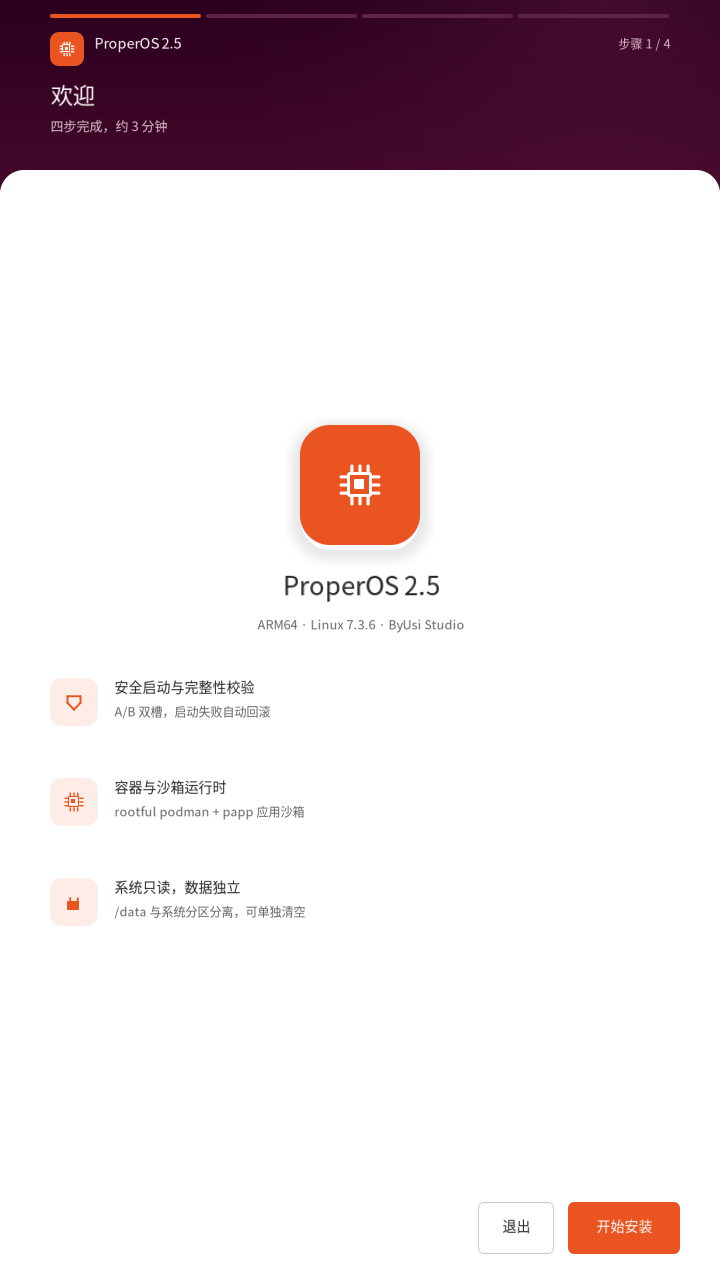 ProperOS 2.5
步骤 1 / 4
欢迎
四步完成，约 3 分钟
ProperOS 2.5
ARM64 · Linux 7.3.6 · ByUsi Studio
安全启动与完整性校验
A/B 双槽，启动失败自动回滚
容器与沙箱运行时
rootful podman + papp 应用沙箱
系统只读，数据独立
/data 与系统分区分离，可单独清空
退出
开始安装